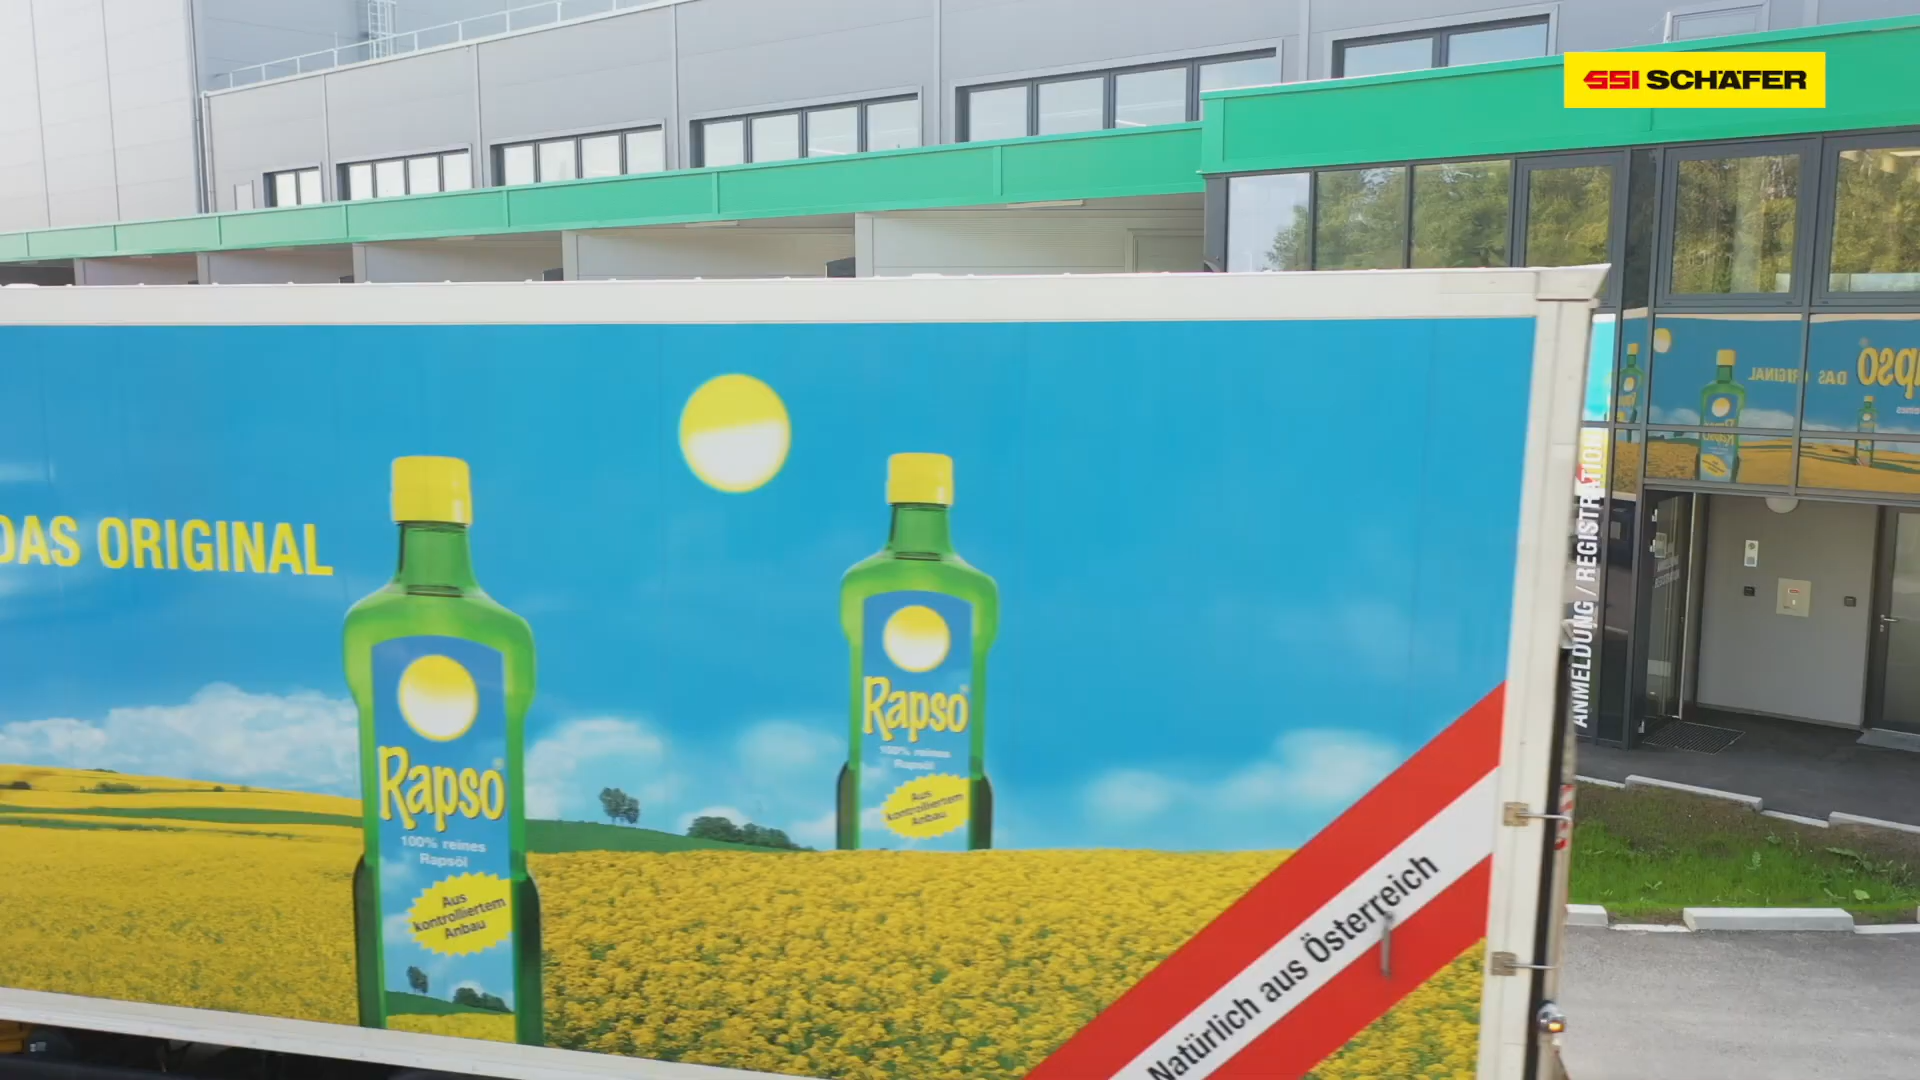 SSI SCHÄFER
DAS ORIGINAL
Rapso
100% reines
Rapsöl
Aus
kontrolliertem
Anbau
Rapso
100% reines
Rapsöl
Aus
kontrolliertem
Anbau
Natürlich aus Österreich
ANMELDUNG / REGISTRATION
DAS ORIGINAL
Rapso